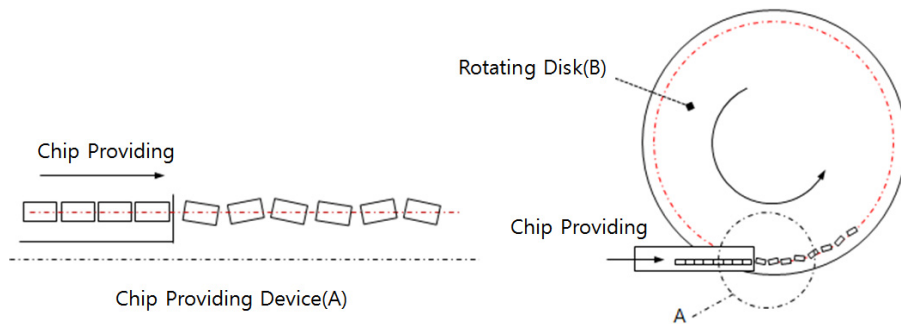 Chip Providing
Chip Providing Device(A)
Rotating Disk(B)
Chip Providing
A